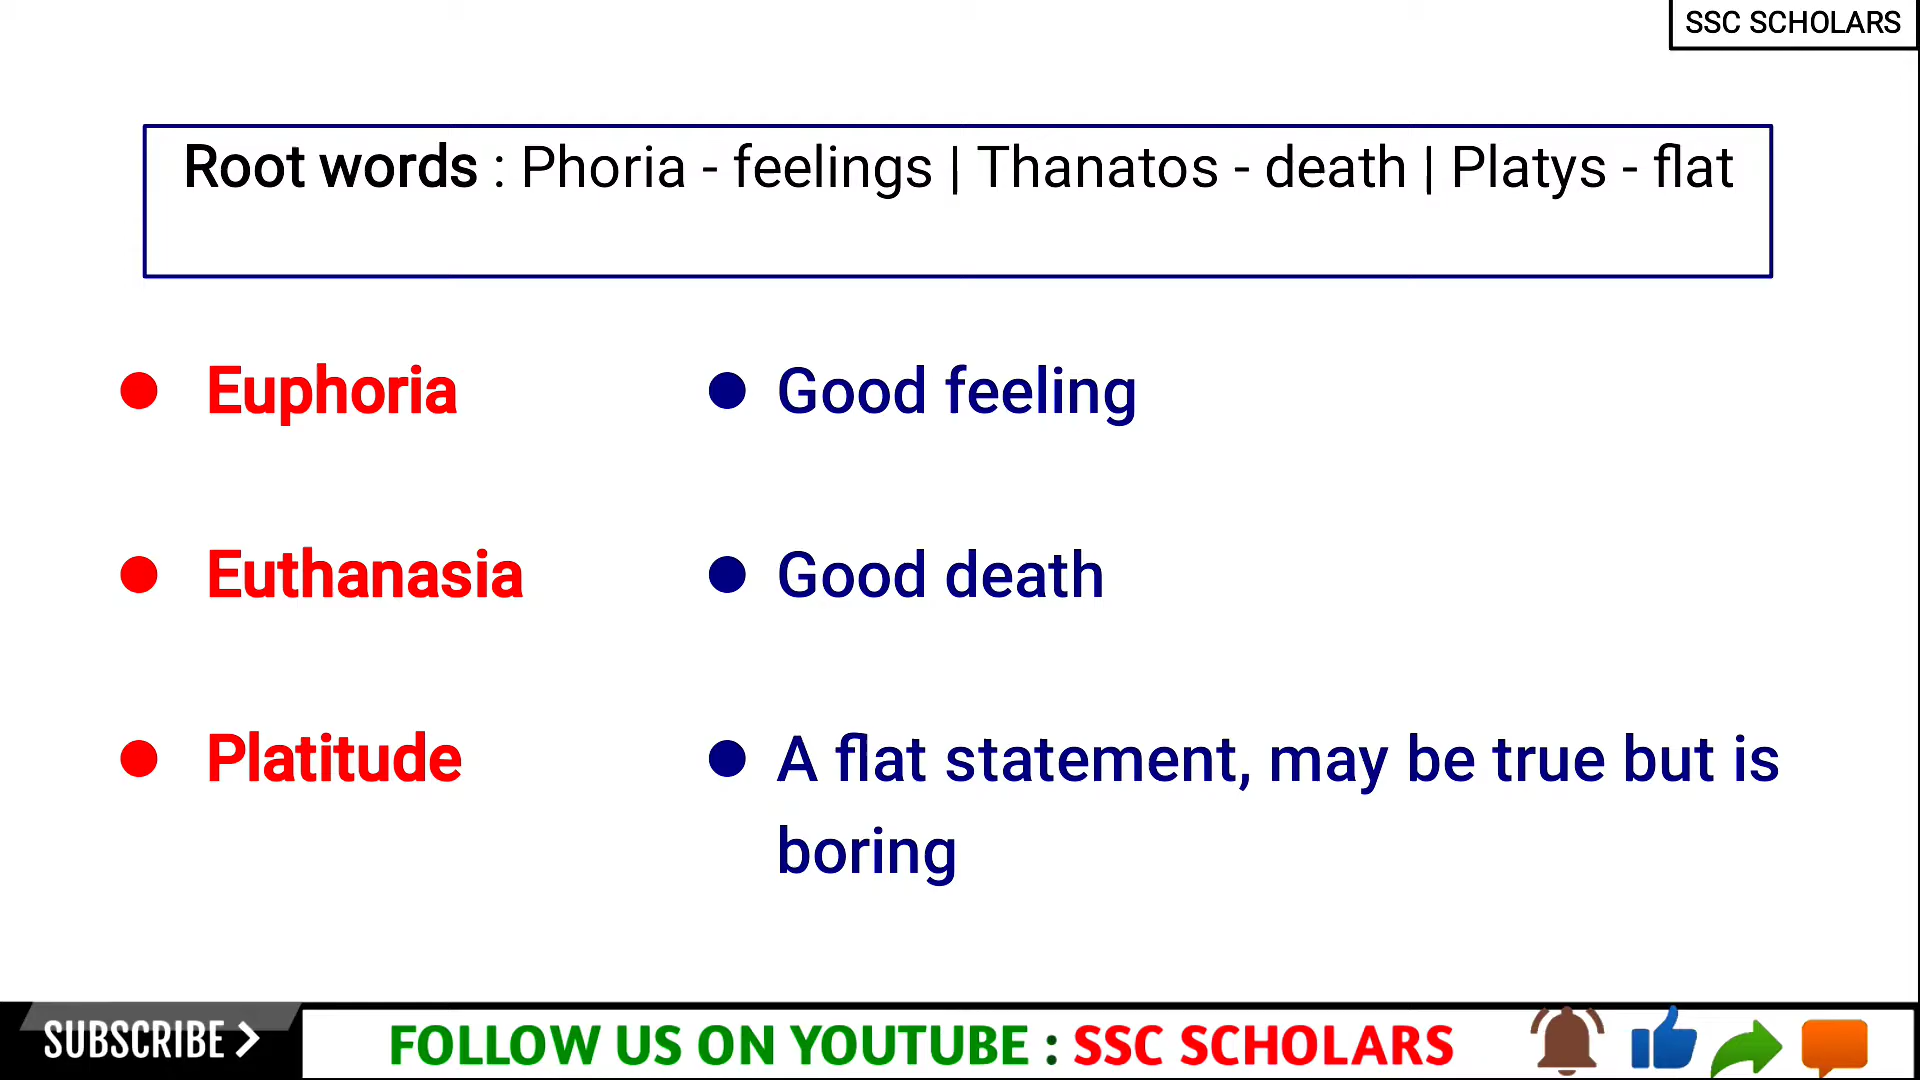 SSC SCHOLARS
Root words : Phoria - feelings | Thanatos - death | Platys - flat
Euphoria
Good feeling
Euthanasia
Good death
Platitude
A flat statement, may be true but is
boring
SUBSCRIBE
FOLLOW US ON YOUTUBE : SSC SCHOLARS